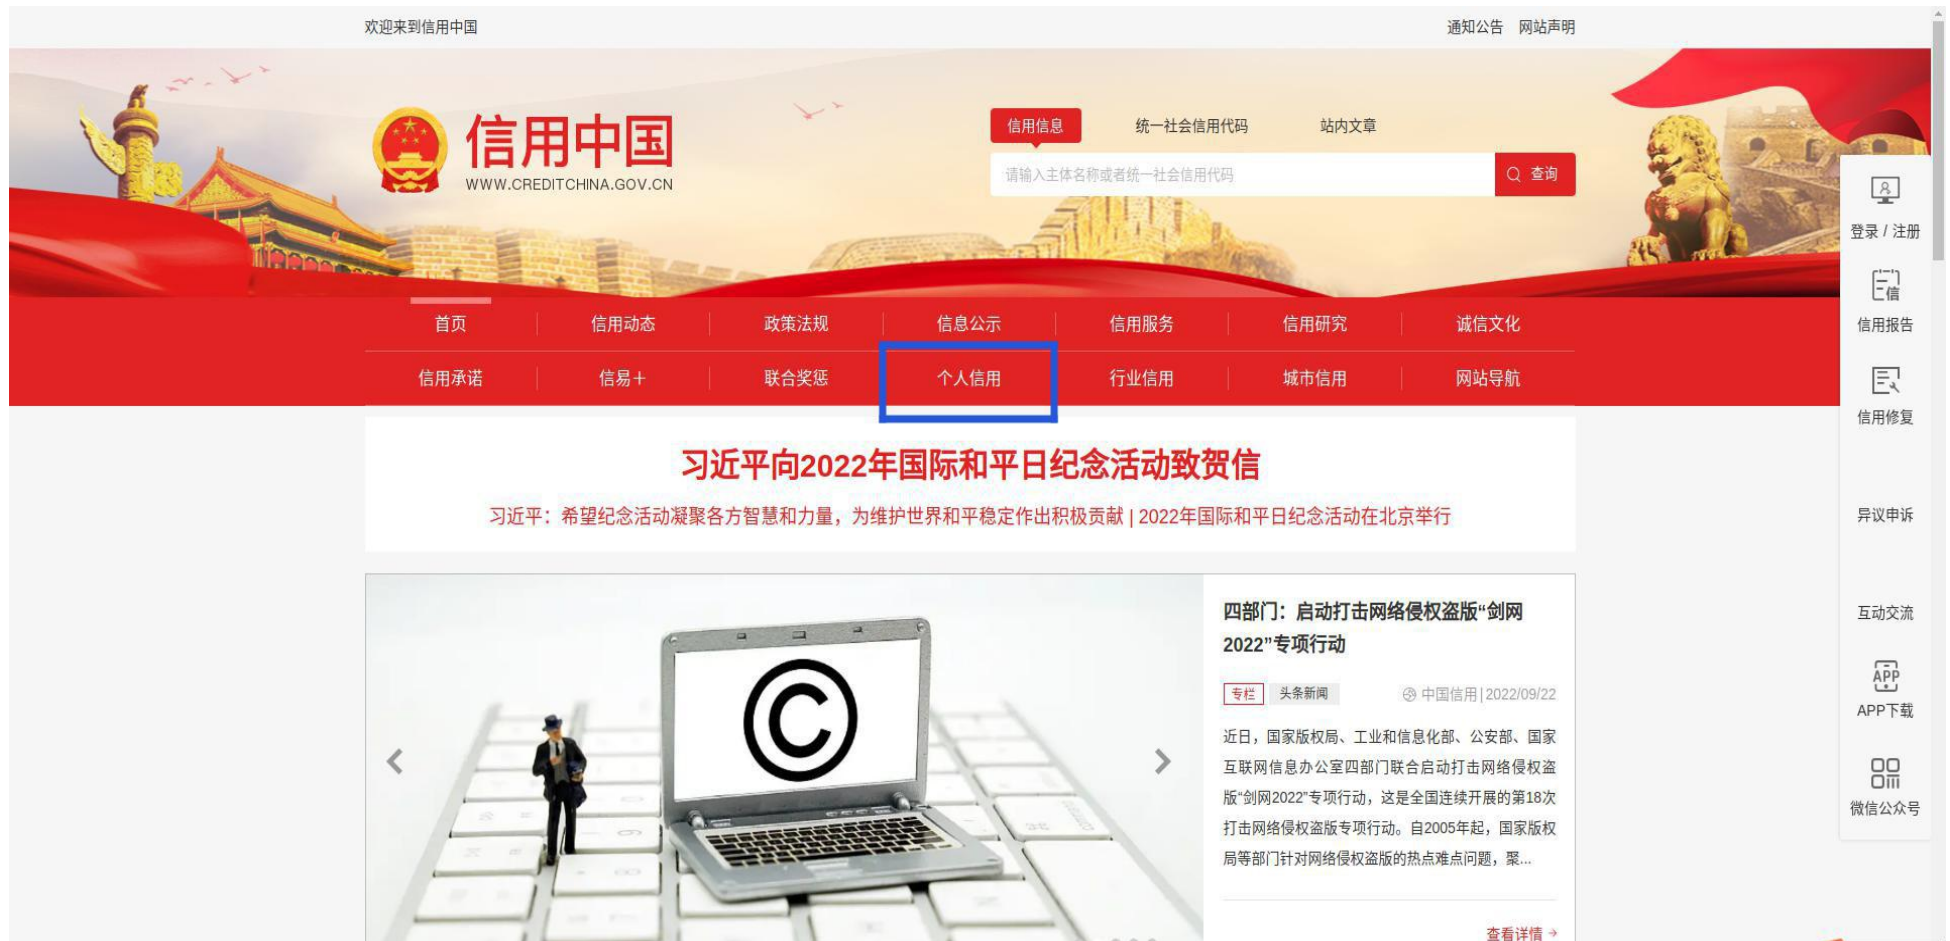 欢迎来到信用中国
通知公告 网站声明
信用中国
WWW.CREDITCHINA.GOV.CN
信用信息 统一社会信用代码 站内文章
请输入主体名称或者统一社会信用代码 查询
首页 信用动态 政策法规 信息公示 信用服务 信用研究 诚信文化
信用承诺 信易＋ 联合奖惩 个人信用 行业信用 城市信用 网站导航
习近平向2022年国际和平日纪念活动致贺信
习近平：希望纪念活动凝聚各方智慧和力量，为维护世界和平稳定作出积极贡献 | 2022年国际和平日纪念活动在北京举行
四部门：启动打击网络侵权盗版“剑网
2022”专项行动
专栏 头条新闻 中国信用 | 2022/09/22
近日，国家版权局、工业和信息化部、公安部、国家
互联网信息办公室四部门联合启动打击网络侵权盗
版“剑网2022”专项行动，这是全国连续开展的第18次
打击网络侵权盗版专项行动。自2005年起，国家版权
局等部门针对网络侵权盗版的热点难点问题，聚...
查看详情
登录 / 注册
信
信用报告
信用修复
异议申诉
互动交流
APP
APP下载
微信公众号